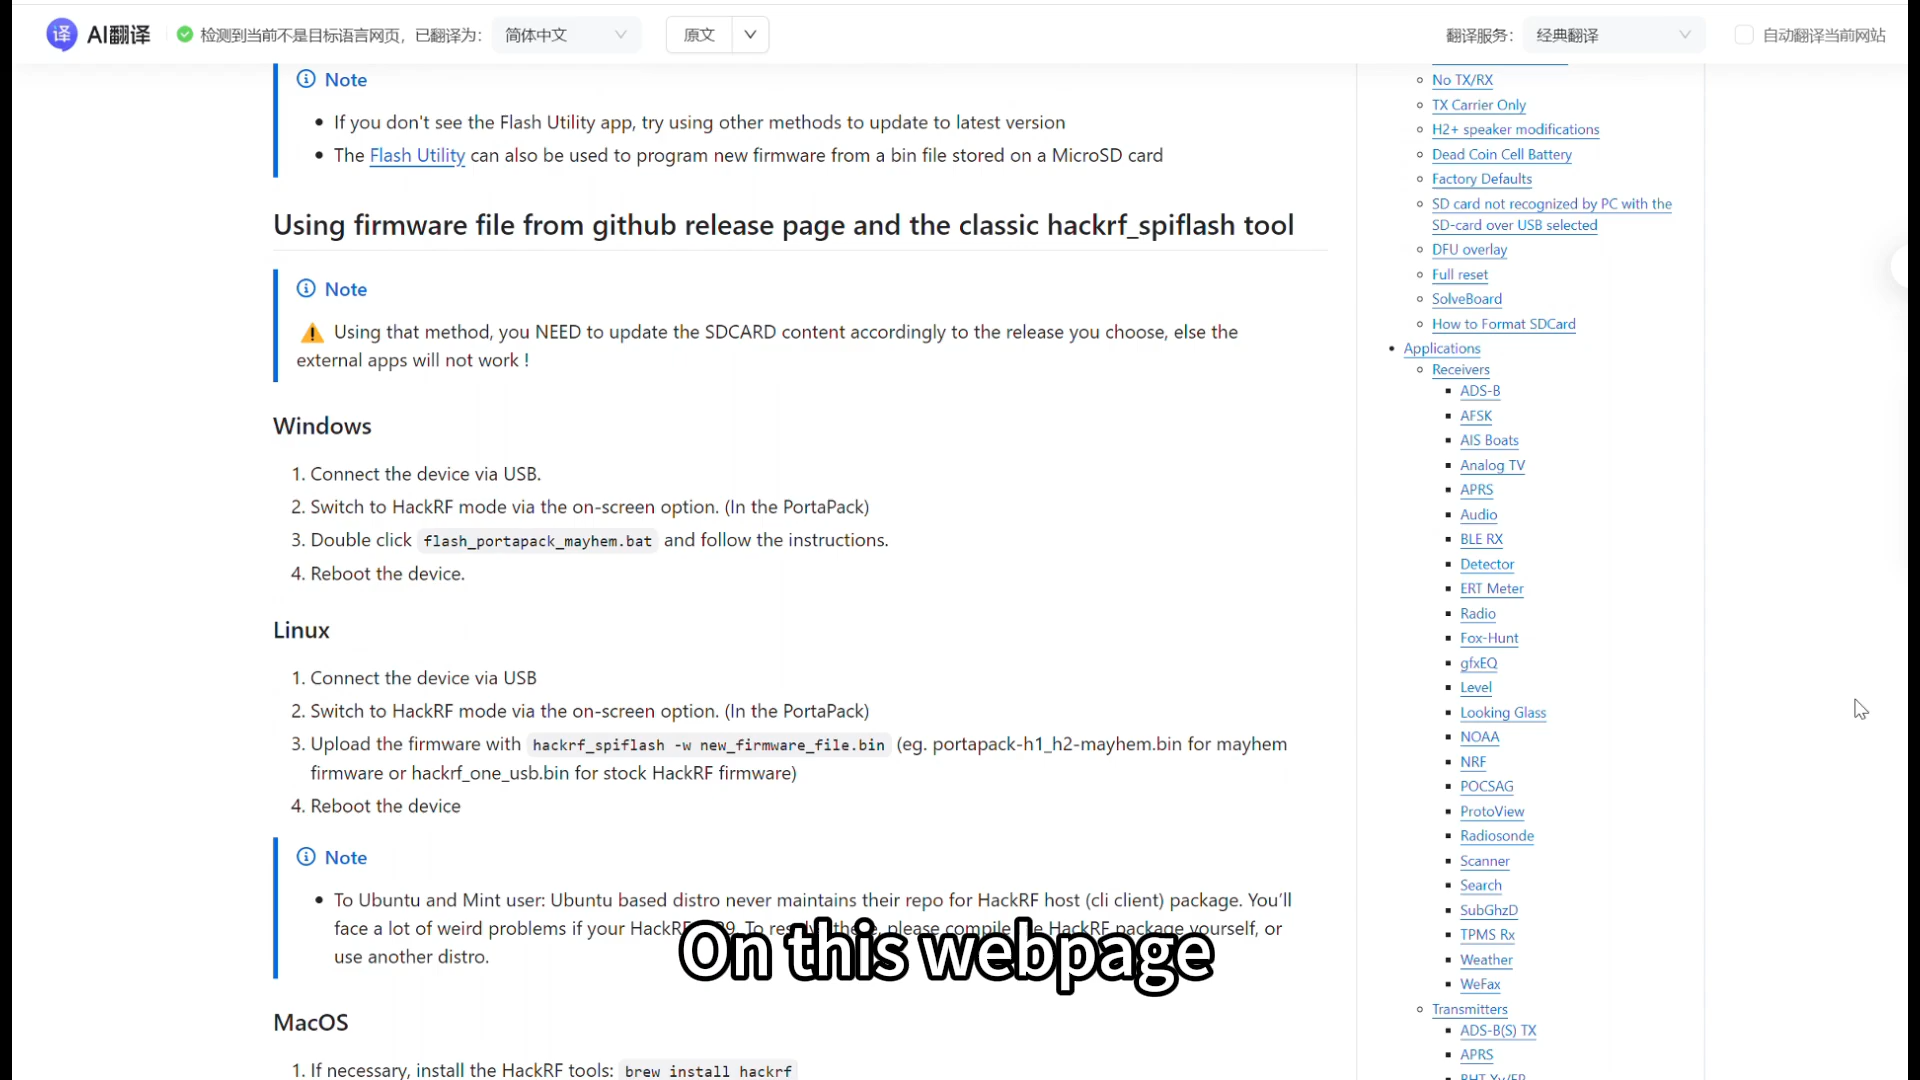 译 AI翻译 检测到当前不是目标语言网页，已翻译为： 简体中文 原文 翻译服务： 经典翻译 自动翻译当前网站
Note
If you don't see the Flash Utility app, try using other methods to update to latest version
The Flash Utility can also be used to program new firmware from a bin file stored on a MicroSD card
Using firmware file from github release page and the classic hackrf_spiflash tool
Note
Using that method, you NEED to update the SDCARD content accordingly to the release you choose, else the
external apps will not work !
Windows
1. Connect the device via USB.
2. Switch to HackRF mode via the on-screen option. (In the PortaPack)
3. Double click flash_portapack_mayhem.bat and follow the instructions.
4. Reboot the device.
Linux
1. Connect the device via USB
2. Switch to HackRF mode via the on-screen option. (In the PortaPack)
3. Upload the firmware with hackrf_spiflash -w new_firmware_file.bin (eg. portapack-h1_h2-mayhem.bin for mayhem
firmware or hackrf_one_usb.bin for stock HackRF firmware)
4. Reboot the device
Note
To Ubuntu and Mint user: Ubuntu based distro never maintains their repo for HackRF host (cli client) package. You'll
face a lot of weird problems if your HackRF please compile HackRF package yourself, or
use another distro.
On this webpage
MacOS
1. If necessary, install the HackRF tools: brew install hackrf
No TX/RX
TX Carrier Only
H2+ speaker modifications
Dead Coin Cell Battery
Factory Defaults
SD card not recognized by PC with the
SD-card over USB selected
DFU overlay
Full reset
SolveBoard
How to Format SDCard
Applications
Receivers
ADS-B
AFSK
AIS Boats
Analog TV
APRS
Audio
BLE RX
Detector
ERT Meter
Radio
Fox-Hunt
gfxEQ
Level
Looking Glass
NOAA
NRF
POCSAG
ProtoView
Radiosonde
Scanner
Search
SubGhzD
TPMS Rx
Weather
WeFax
Transmitters
ADS-B(S) TX
APRS